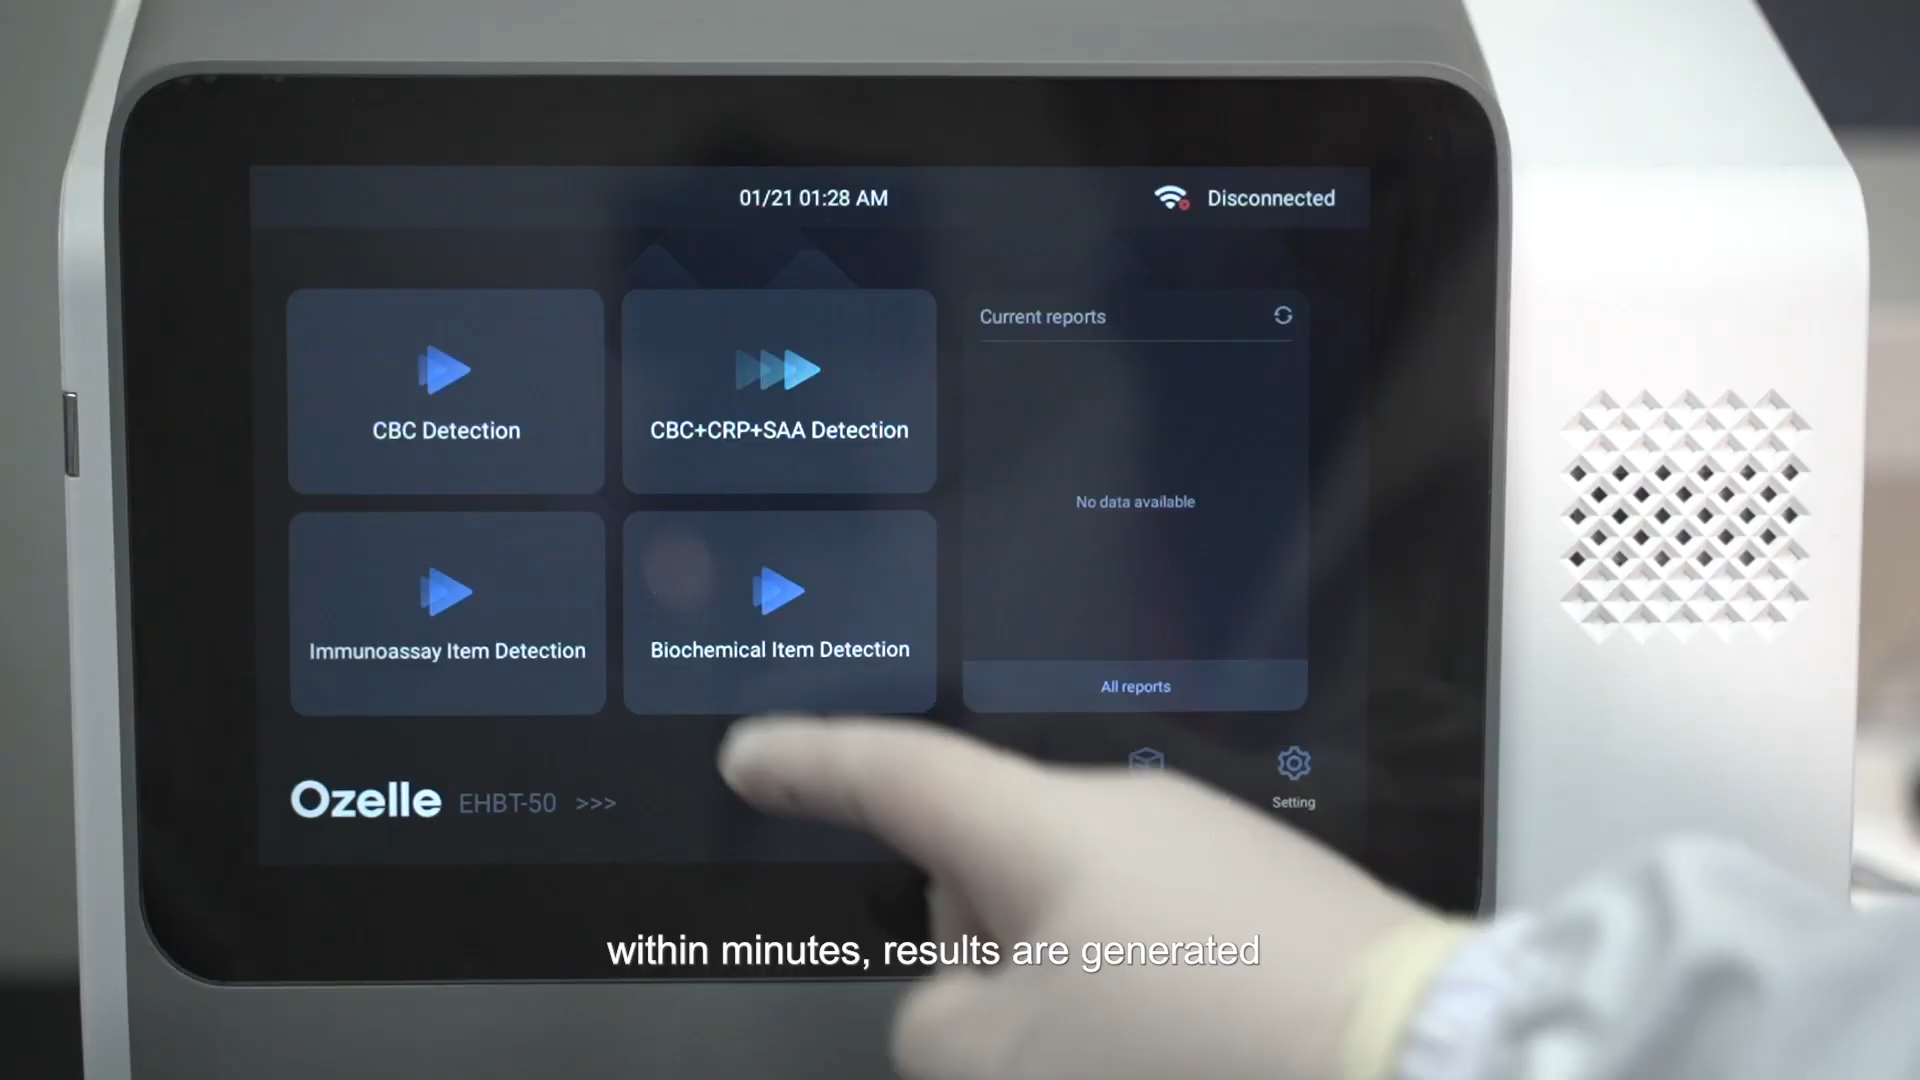 01/21 01:28 AM
Disconnected
CBC Detection
CBC+CRP+SAA Detection
Current reports
No data available
Immunoassay Item Detection
Biochemical Item Detection
All reports
Ozelle EHBT-50 >>>
Setting
within minutes, results are generated